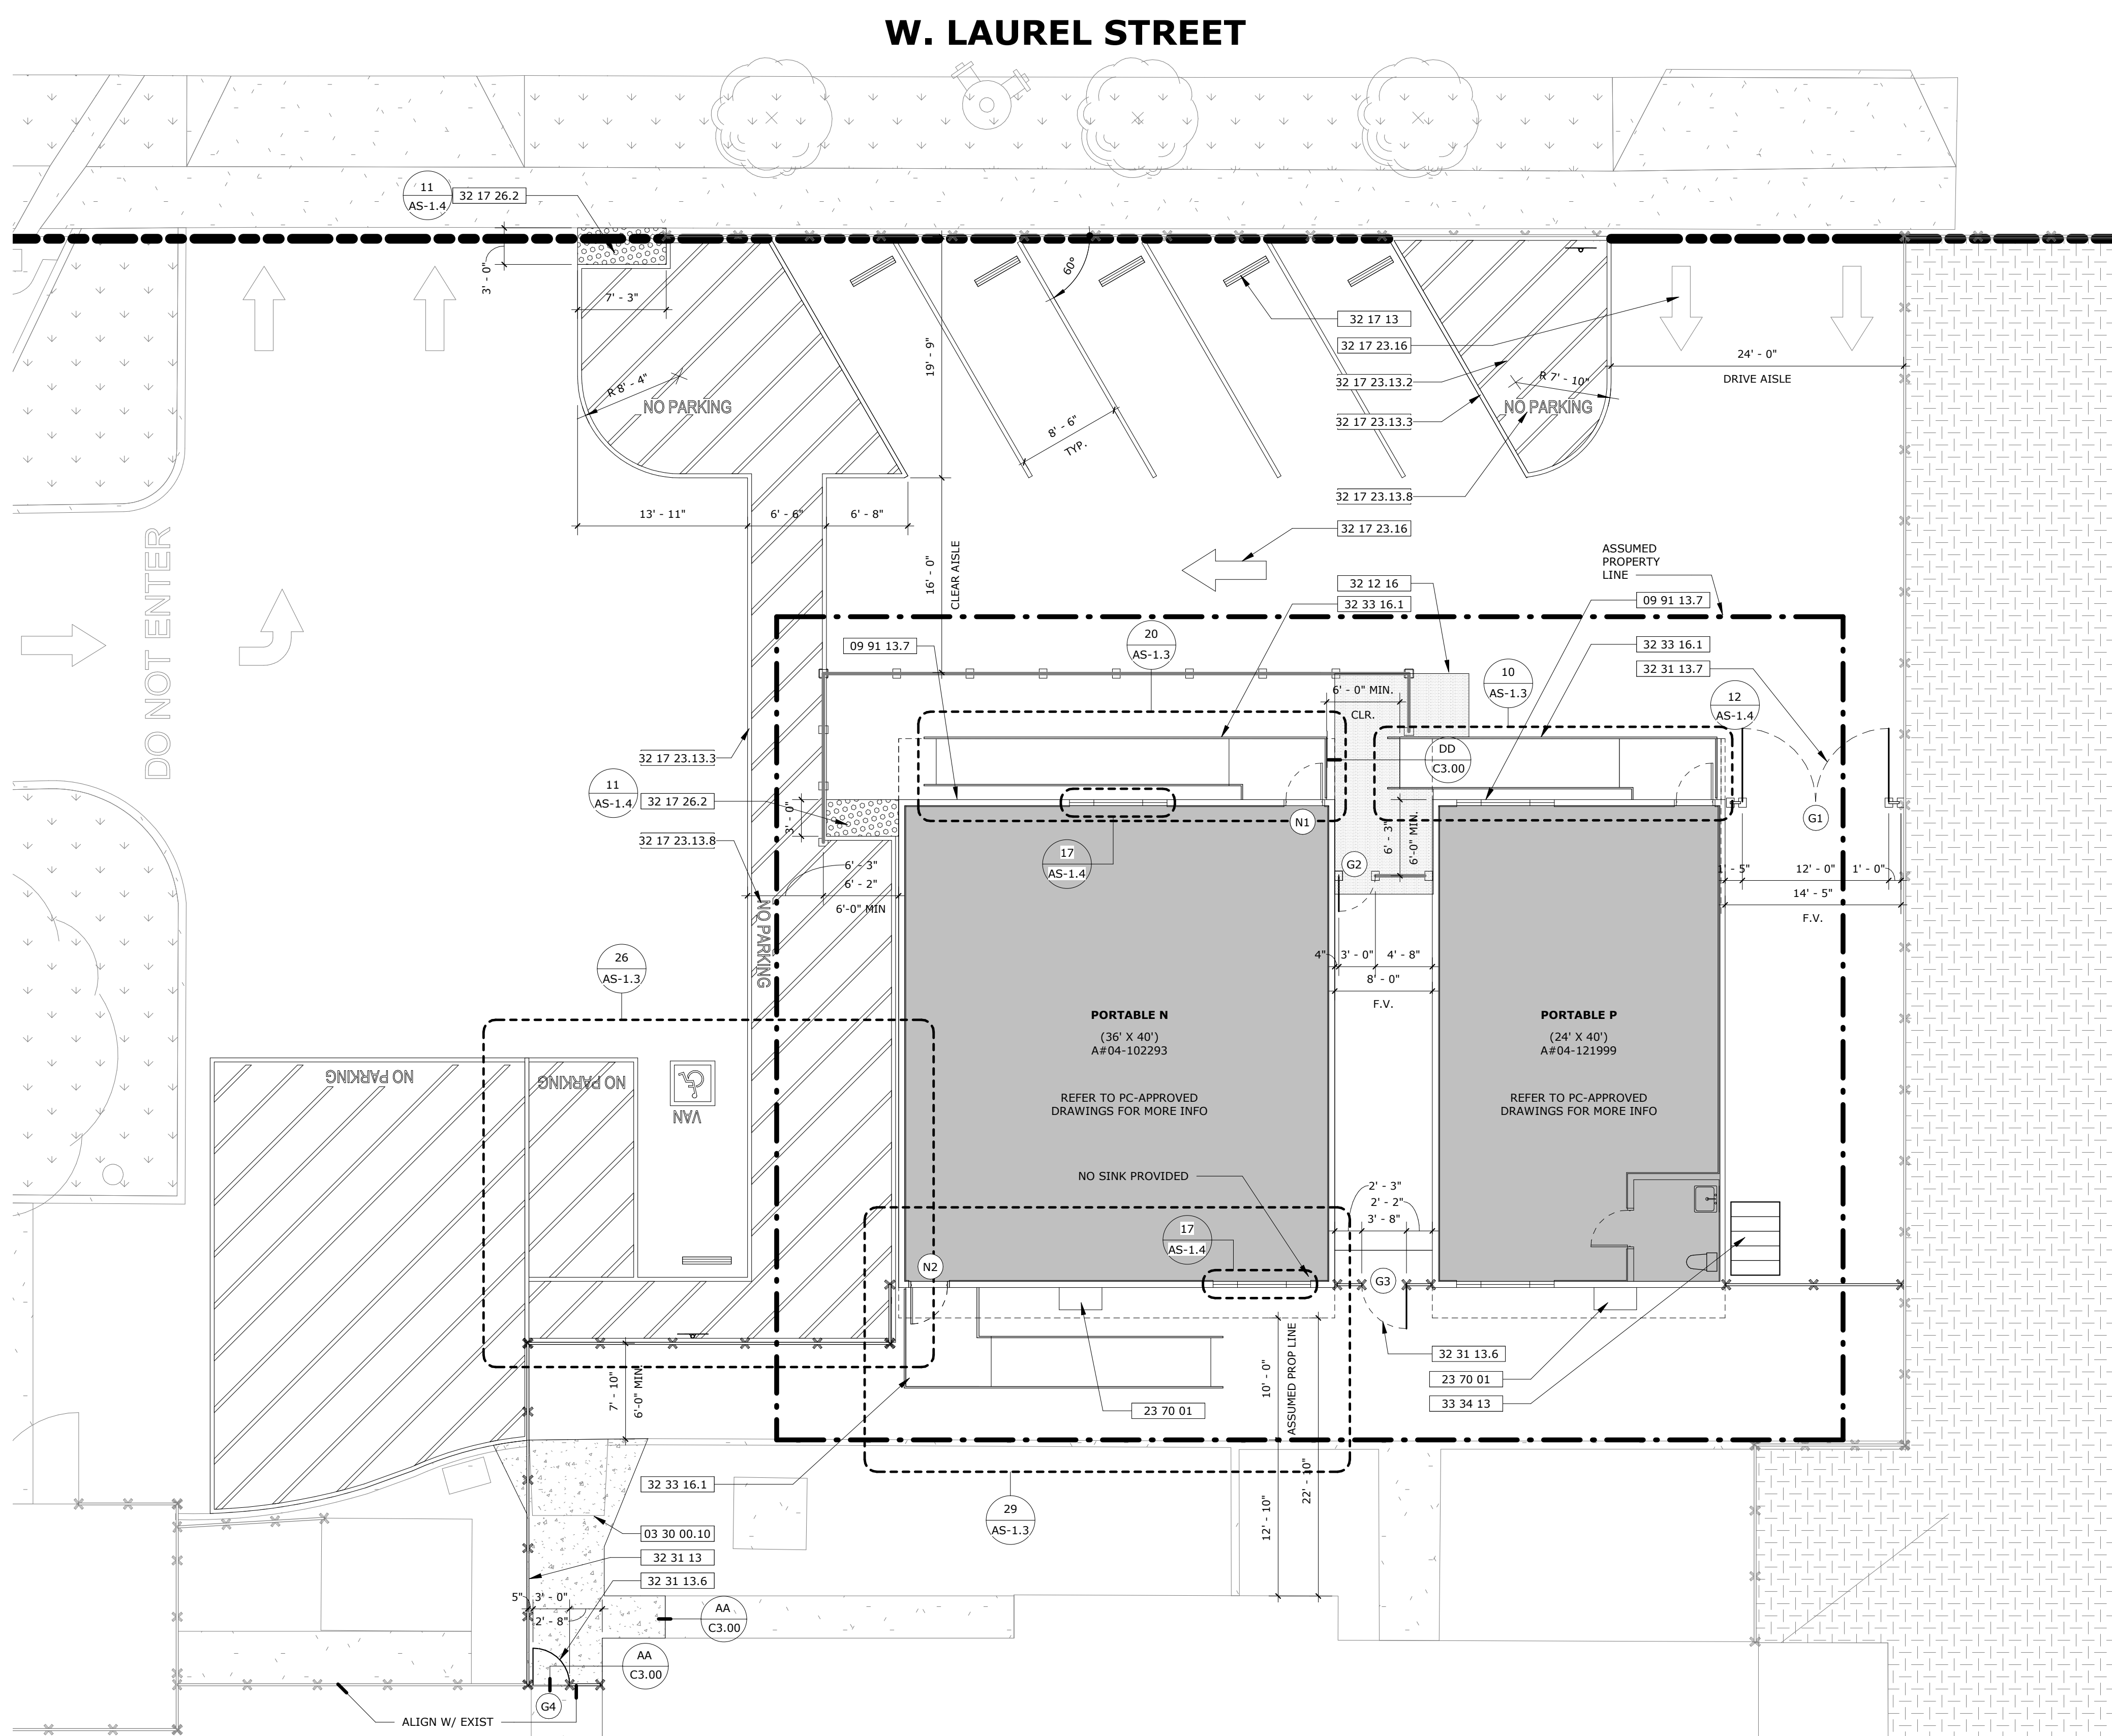 W. LAUREL STREET
11
AS-1.4
32 17 26.2
3' - 0"
7' - 3"
60°
32 17 13
32 17 23.16
24' - 0"
DRIVE AISLE
19' - 9"
R 8' - 4"
NO PARKING
32 17 23.13.2
R 7' - 10"
NO PARKING
8' - 6"
TYP.
32 17 23.13.3
32 17 23.13.8
13' - 11"
6' - 6"
6' - 8"
32 17 23.16
DO NOT ENTER
16' - 0"
CLEAR AISLE
ASSUMED
PROPERTY
LINE
32 12 16
32 33 16.1
09 91 13.7
20
AS-1.3
09 91 13.7
32 33 16.1
32 31 13.7
10
AS-1.3
12
AS-1.4
6' - 0" MIN.
CLR.
DD
C3.00
32 17 23.13.3
11
AS-1.4
32 17 26.2
3' - 0"
32 17 23.13.8
N1
G1
6' - 3"
6'-0" MIN.
17
AS-1.4
G2
6' - 3"
6' - 2"
6'-0" MIN
1' - 5"
12' - 0"
1' - 0"
14' - 5"
F.V.
NO PARKING
26
AS-1.3
4"
3' - 0"
4' - 8"
8' - 0"
F.V.
PORTABLE N
(36' X 40')
A#04-102293
REFER TO PC-APPROVED
DRAWINGS FOR MORE INFO
PORTABLE P
(24' X 40')
A#04-121999
REFER TO PC-APPROVED
DRAWINGS FOR MORE INFO
NO PARKING
NO PARKING
VAN
NO SINK PROVIDED
2' - 3"
2' - 2"
3' - 8"
17
AS-1.4
N2
G3
7' - 10"
6'-0" MIN.
10' - 0"
ASSUMED PROP LINE
32 31 13.6
23 70 01
33 34 13
23 70 01
32 33 16.1
29
AS-1.3
12' - 10"
22' - 10"
03 30 00.10
32 31 13
32 31 13.6
5"
3' - 0"
2' - 8"
AA
C3.00
AA
C3.00
G4
ALIGN W/ EXIST